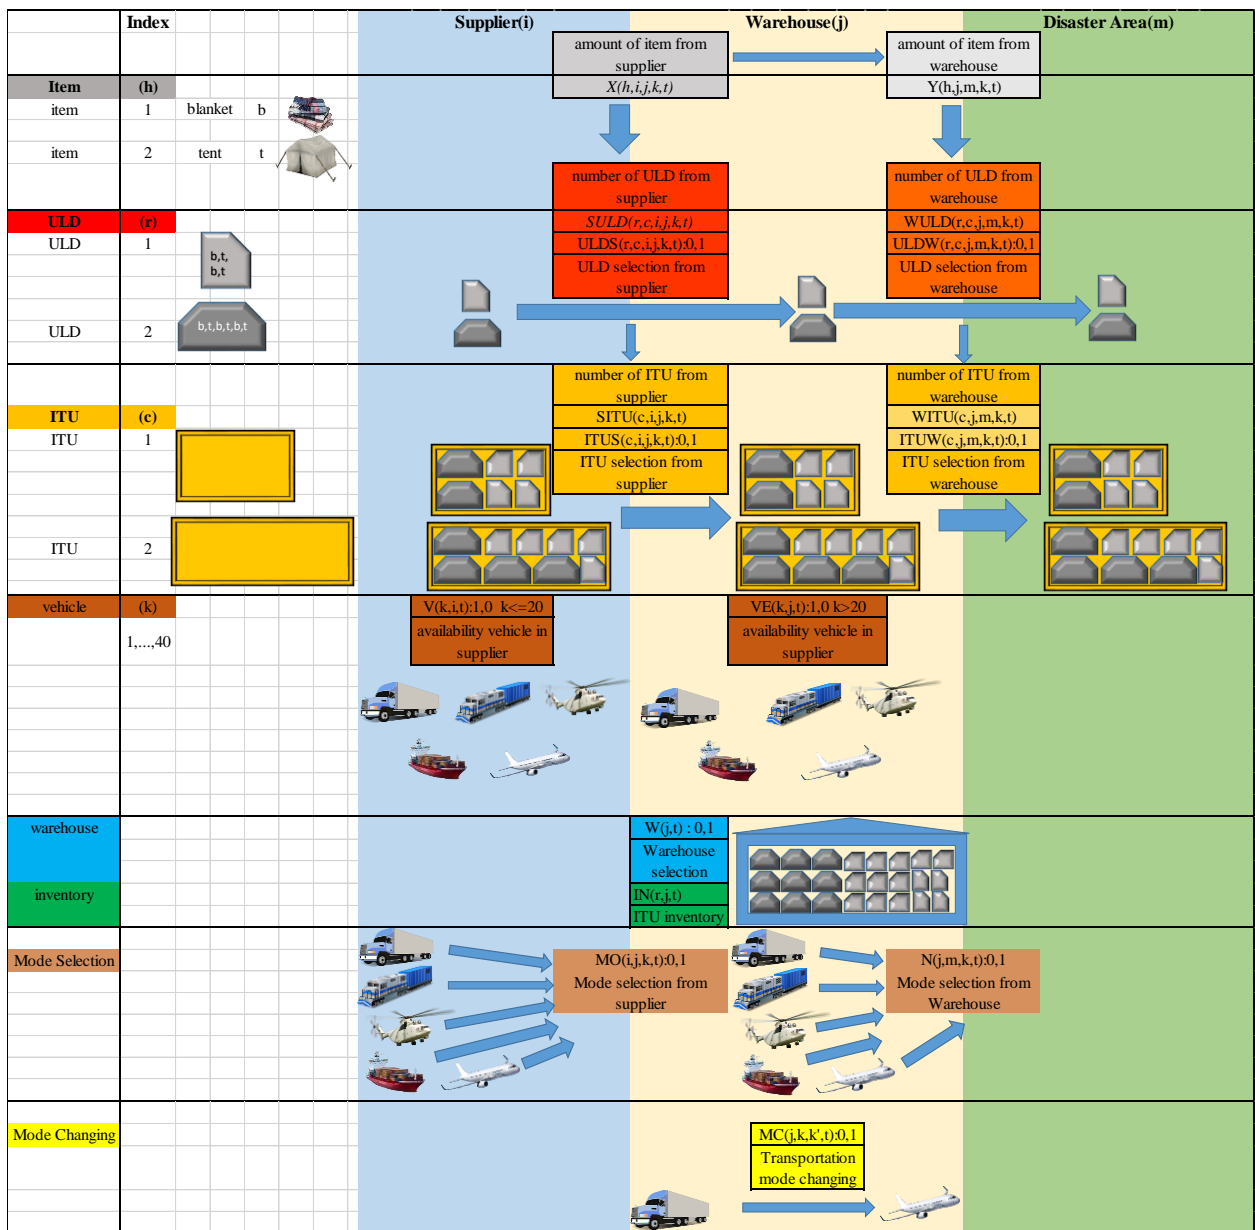 Index Supplier(i) Warehouse(j) Disaster Area(m)
amount of item from
supplier
amount of item from
warehouse
Item (h) X(h,i,j,k,t) Y(h,j,m,k,t)
item 1 blanket b
item 2 tent t
number of ULD from
supplier
number of ULD from
warehouse
ULD (r) SULD(r,c,i,j,k,t) WULD(r,c,j,m,k,t)
ULD 1 ULDS(r,c,i,j,k,t):0,1 ULDW(r,c,j,m,k,t):0,1
b,t,
b,t
ULD selection from
supplier
ULD selection from
warehouse
ULD 2 b,t,b,t,b,t
number of ITU from
supplier
number of ITU from
warehouse
ITU (c) SITU(c,i,j,k,t) WITU(c,j,m,k,t)
ITU 1 ITUS(c,i,j,k,t):0,1 ITUW(c,j,m,k,t):0,1
ITU selection from
supplier
ITU selection from
warehouse
ITU 2
vehicle (k) V(k,i,t):1,0 k<=20 VE(k,j,t):1,0 k>20
1,...,40
availability vehicle in
supplier
availability vehicle in
supplier
warehouse W(j,t) : 0,1
Warehouse
selection
inventory IN(r,j,t)
ITU inventory
Mode Selection MO(i,j,k,t):0,1 N(j,m,k,t):0,1
Mode selection from
supplier
Mode selection from
Warehouse
Mode Changing MC(j,k,k',t):0,1
Transportation
mode changing